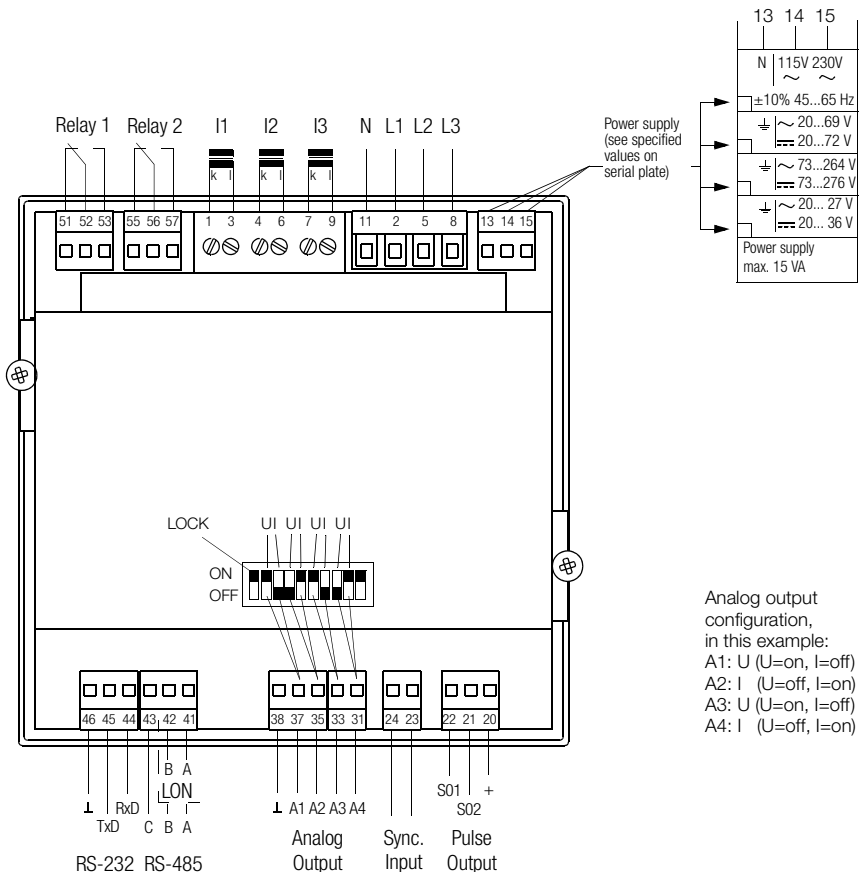 13 14 15
N 115V 230V
∼ ∼
±10% 45...65 Hz
∼ 20...69 V
20...72 V
∼ 73...264 V
73...276 V
∼ 20... 27 V
20... 36 V
Power supply
max. 15 VA
Power supply
(see specified
values on
serial plate)
Relay 1 Relay 2 I1 I2 I3 N L1 L2 L3
k l k l k l
51 52 53 55 56 57 1 3 4 6 7 9 11 2 5 8 13 14 15
LOCK UI UI UI UI
ON
OFF
Analog output
configuration,
in this example:
A1: U (U=on, I=off)
A2: I (U=off, I=on)
A3: U (U=on, I=off)
A4: I (U=off, I=on)
46 45 44 43 42 41 38 37 35 33 31 24 23 22 21 20
B A
LON
RxD
TxD C B A
RS-232 RS-485
A1 A2 A3 A4
Analog
Output
Sync.
Input
S01 +
S02
Pulse
Output